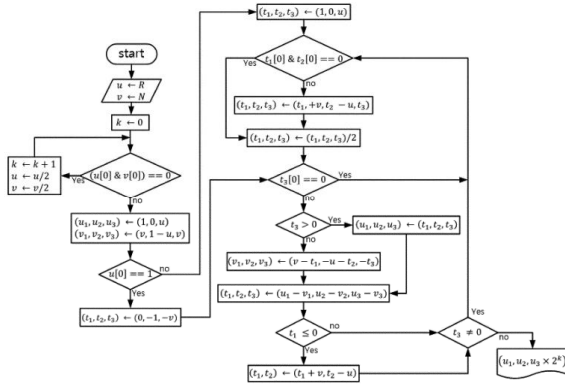 start
u ← R
v ← N
k ← 0
(u[0] & v[0]) == 0
Yes
k ← k + 1
u ← u/2
v ← v/2
no
(u₁, u₂, u₃) ← (1, 0, u)
(v₁, v₂, v₃) ← (v, 1 − u, v)
u[0] == 1
no
Yes
(t₁, t₂, t₃) ← (0, −1, −v)
(t₁, t₂, t₃) ← (1, 0, u)
t₁[0] & t₂[0] == 0
Yes
no
(t₁, t₂, t₃) ← (t₁, +v, t₂ − u, t₃)
(t₁, t₂, t₃) ← (t₁, t₂, t₃)/2
t₃[0] == 0
Yes
no
t₃ > 0
Yes
(u₁, u₂, u₃) ← (t₁, t₂, t₃)
no
(v₁, v₂, v₃) ← (v − t₁, −u − t₂, −t₃)
(t₁, t₂, t₃) ← (u₁ − v₁, u₂ − v₂, u₃ − v₃)
t₁ ≤ 0
no
Yes
(t₁, t₂) ← (t₁ + v, t₂ − u)
t₃ ≠ 0
Yes
no
(u₁, u₂, u₃ × 2ᵏ)